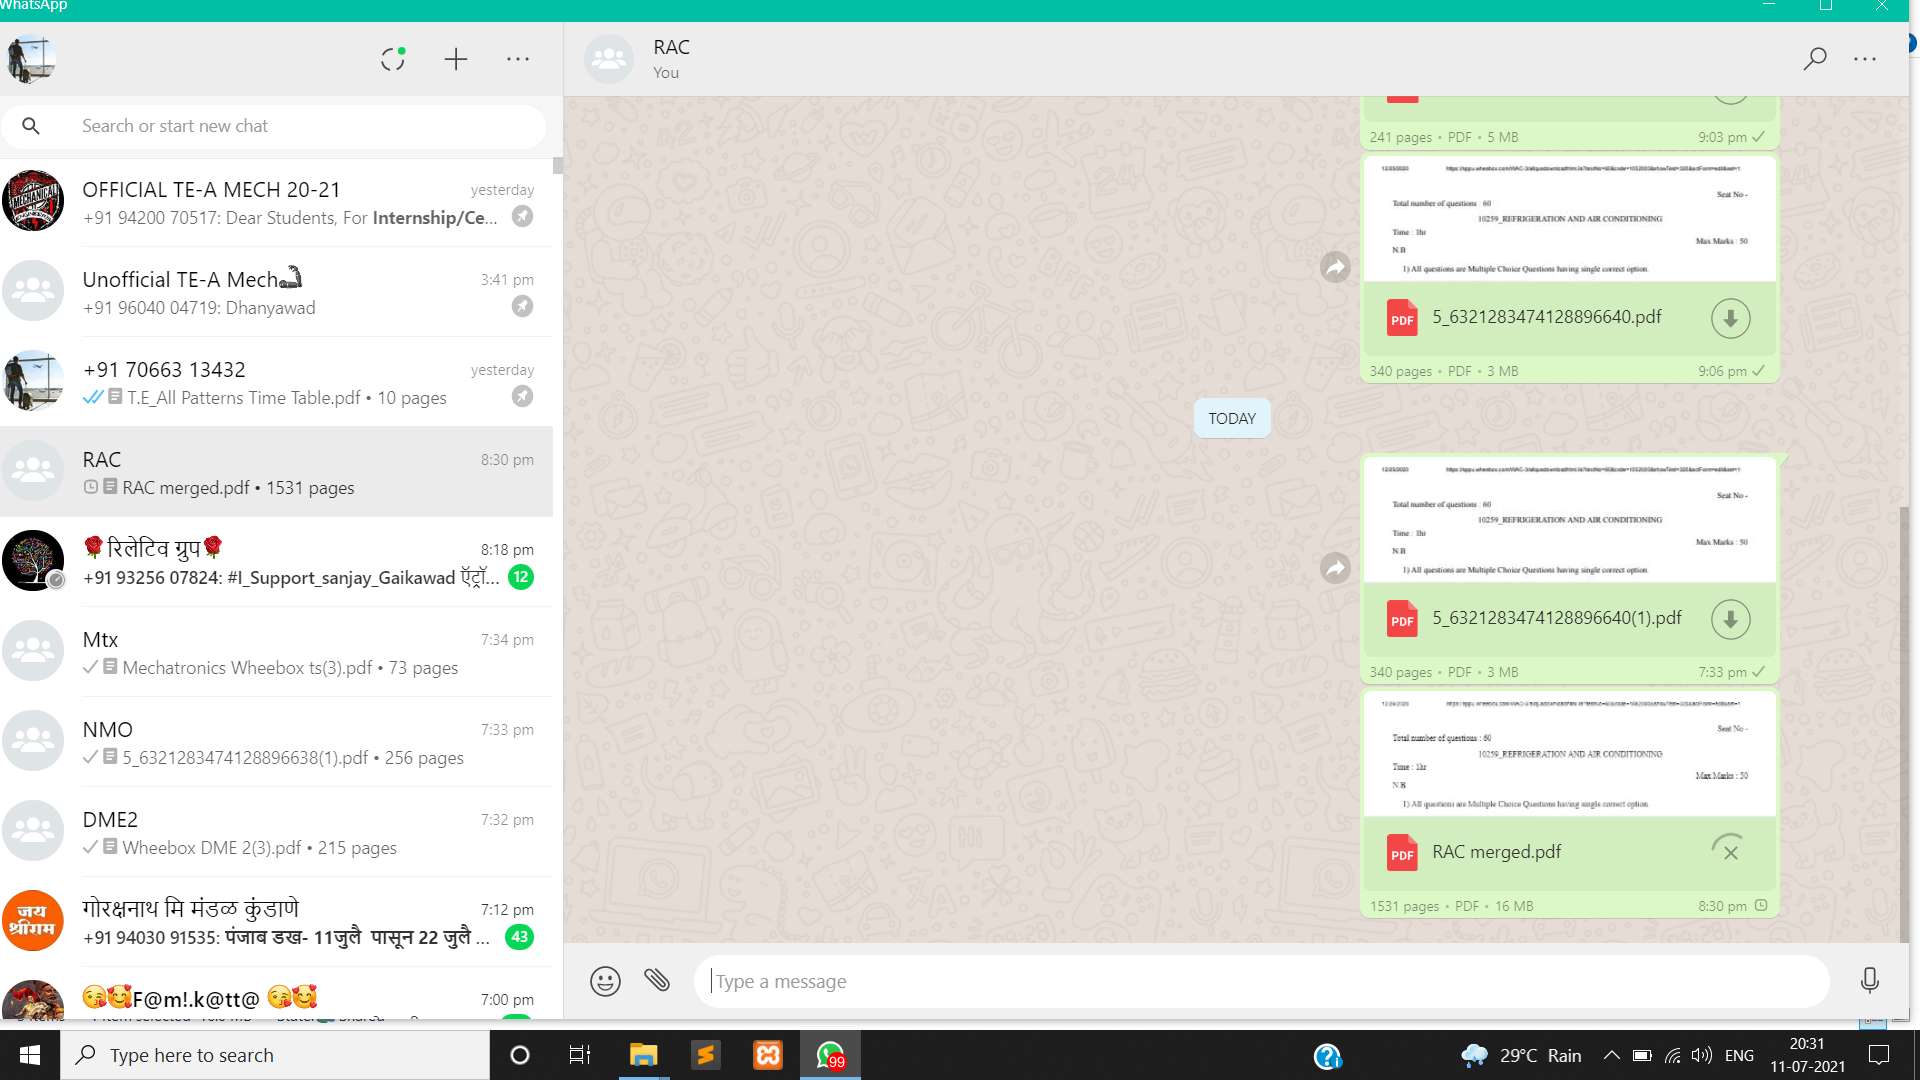 WhatsApp
Search or start new chat
OFFICIAL TE-A MECH 20-21
yesterday
+91 94200 70517: Dear Students, For Internship/Ce...
Unofficial TE-A Mech
3:41 pm
+91 96040 04719: Dhanyawad
+91 70663 13432
yesterday
T.E_All Patterns Time Table.pdf • 10 pages
RAC
8:30 pm
RAC merged.pdf • 1531 pages
🌹रिलेटिव ग्रुप🌹
8:18 pm
+91 93256 07824: #I_Support_sanjay_Gaikawad ऍट्रॉ...
12
Mtx
7:34 pm
Mechatronics Wheebox ts(3).pdf • 73 pages
NMO
7:33 pm
5_6321283474128896638(1).pdf • 256 pages
DME2
7:32 pm
Wheebox DME 2(3).pdf • 215 pages
जय
श्रीराम
गोरक्षनाथ मि मंडळ कुंडाणे
7:12 pm
+91 94030 91535: पंजाब डख- 11जुलै पासून 22 जुलै ...
43
😘🥰F@m!.k@tt@ 😘🥰
7:00 pm
RAC
You
241 pages • PDF • 5 MB
9:03 pm
12/25/2020
Seat No -
Total number of questions : 60
10259_REFRIGERATION AND AIR CONDITIONING
Time : 1hr
Max Marks : 50
N.B
1) All questions are Multiple Choice Questions having single correct option.
PDF
5_6321283474128896640.pdf
340 pages • PDF • 3 MB
9:06 pm
TODAY
12/25/2020
Seat No -
Total number of questions : 60
10259_REFRIGERATION AND AIR CONDITIONING
Time : 1hr
Max Marks : 50
N.B
1) All questions are Multiple Choice Questions having single correct option.
PDF
5_6321283474128896640(1).pdf
340 pages • PDF • 3 MB
7:33 pm
Seat No -
Total number of questions : 60
10259_REFRIGERATION AND AIR CONDITIONING
Time : 1hr
Max Marks : 50
N.B
1) All questions are Multiple Choice Questions having single correct option.
PDF
RAC merged.pdf
1531 pages • PDF • 16 MB
8:30 pm
Type a message
Type here to search
99
29°C Rain
ENG
20:31
11-07-2021